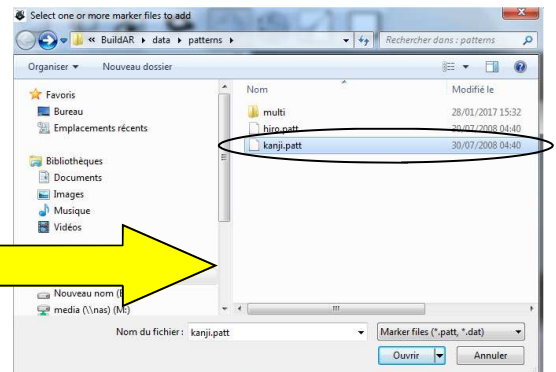 Select one or more marker files to add
« BuildAR ▸ data ▸ patterns ▸
Rechercher dans : patterns
Organiser ▾ Nouveau dossier
Nom Modifié le
Favoris
Bureau
Emplacements récents
Bibliothèques
Documents
Images
Musique
Vidéos
Nouveau nom
media (\\nas) (M:)
multi 28/01/2017 15:32
hiro.patt 30/07/2008 04:40
kanji.patt 30/07/2008 04:40
Nom du fichier : kanji.patt
Marker files (*.patt, *.dat)
Ouvrir Annuler